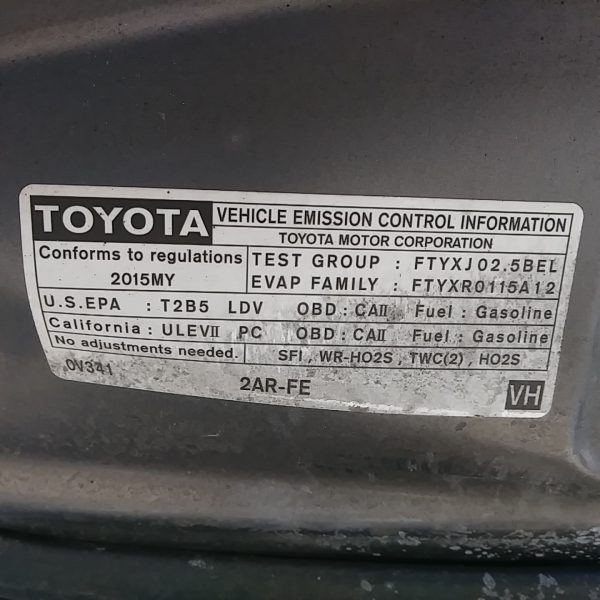 TOYOTA
VEHICLE EMISSION CONTROL INFORMATION
TOYOTA MOTOR CORPORATION
Conforms to regulations
2015MY
TEST GROUP : FTYXJ02.5BEL
EVAP FAMILY : FTYXR0115A12
U.S.EPA : T2B5 LDV OBD: CAⅡ Fuel: Gasoline
California: ULEVⅡ PC OBD: CAⅡ Fuel: Gasoline
No adjustments needed. SFI , WR-HO2S , TWC(2) , HO2S
0V341
2AR-FE
VH